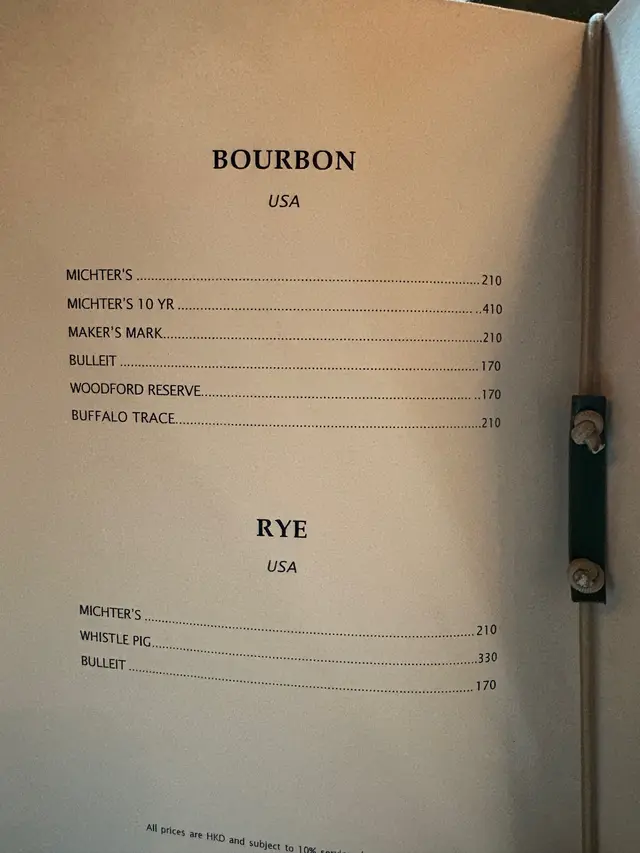 BOURBON
USA
MICHTER'S ........ 210
MICHTER'S 10 YR ........ 410
MAKER'S MARK ........ 210
BULLEIT ........ 170
WOODFORD RESERVE ........ 170
BUFFALO TRACE ........ 210
RYE
USA
MICHTER'S ........ 210
WHISTLE PIG ........ 330
BULLEIT ........ 170
All prices are HKD and subject to 10%